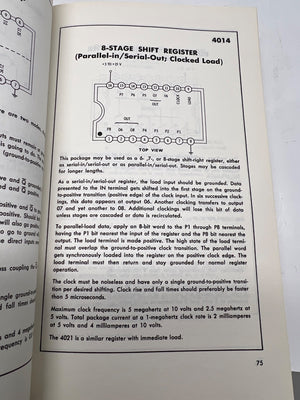 4014
8-STAGE SHIFT REGISTER
(Parallel-in/Serial-Out; Clocked Load)
TOP VIEW
This package may be used as a 6-, 7-, or 8-stage shift-register, either
as serial-in/serial-out or as parallel-in/serial-out. Stages may be cascaded
for longer lengths.
As a serial-in/serial-out register, the load input should be grounded. Data
presented to the IN terminal gets shifted into the first stage on the ground-
to-positive transition (positive edge) of the clock input. In six successive clock-
ings, this data appears at output O6. Another clocking transfers to output
O7 and yet another to O8. Additional clockings will lose this bit of data
unless stages are cascaded or data is recirculated.
To parallel-load data, apply an 8-bit word to the P1 through P8 terminals,
having the P1 bit nearest the input of the register and the P8 bit nearest the
output. The load terminal is made positive. The high state of the load termi-
nal must overlap the ground-to-positive clock transition. The parallel word
gets synchronously loaded into the register on the positive clock edge. The
load terminal must then return and stay grounded for normal register
operation.
The clock must be noiseless and have only a single ground-to-positive transi-
tion per desired shifting. Clock rise and fall times should preferably be faster
than 5 microseconds.
Maximum clock frequency is 5 megahertz at 10 volts and 2.5 megahertz at
5 volts. Total package current at a 1-megahertz clock rate is 2 milliamperes
at 5 volts and 4 milliamperes at 10 volts.
The 4021 is a similar register with immediate load.
75